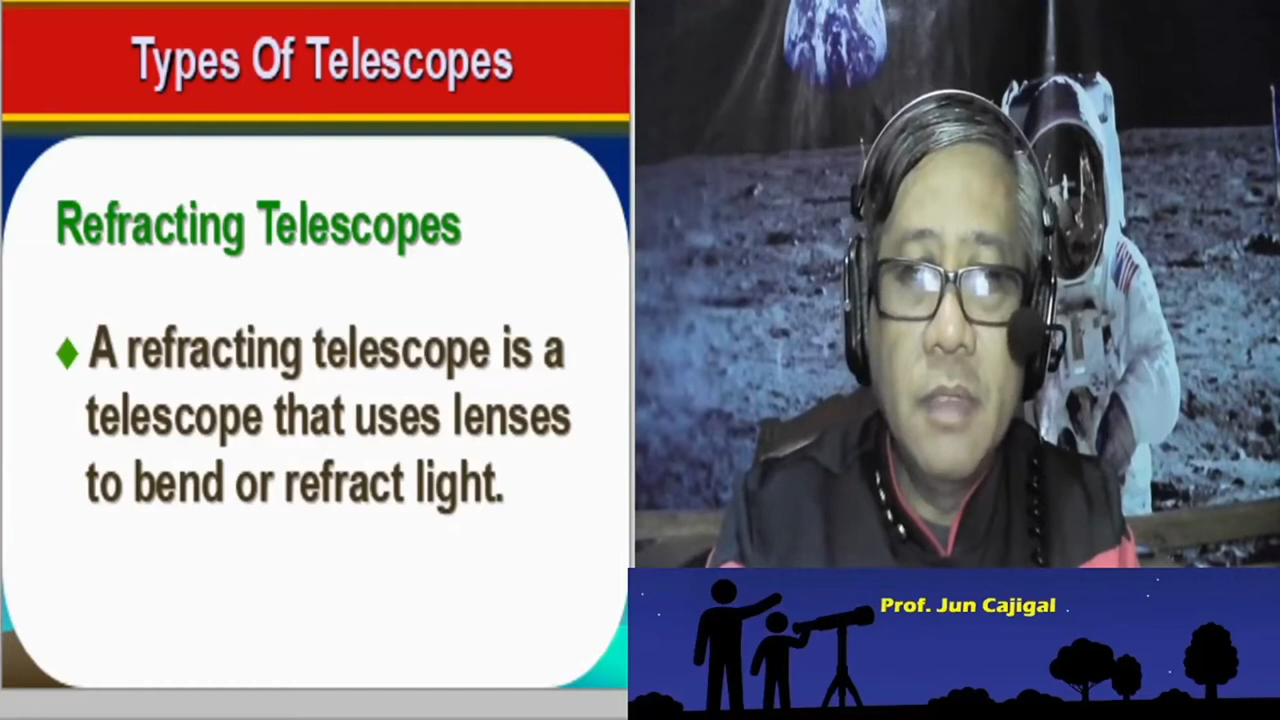 Types Of Telescopes
Refracting Telescopes
A refracting telescope is a
telescope that uses lenses
to bend or refract light.
Prof. Jun Cajigal